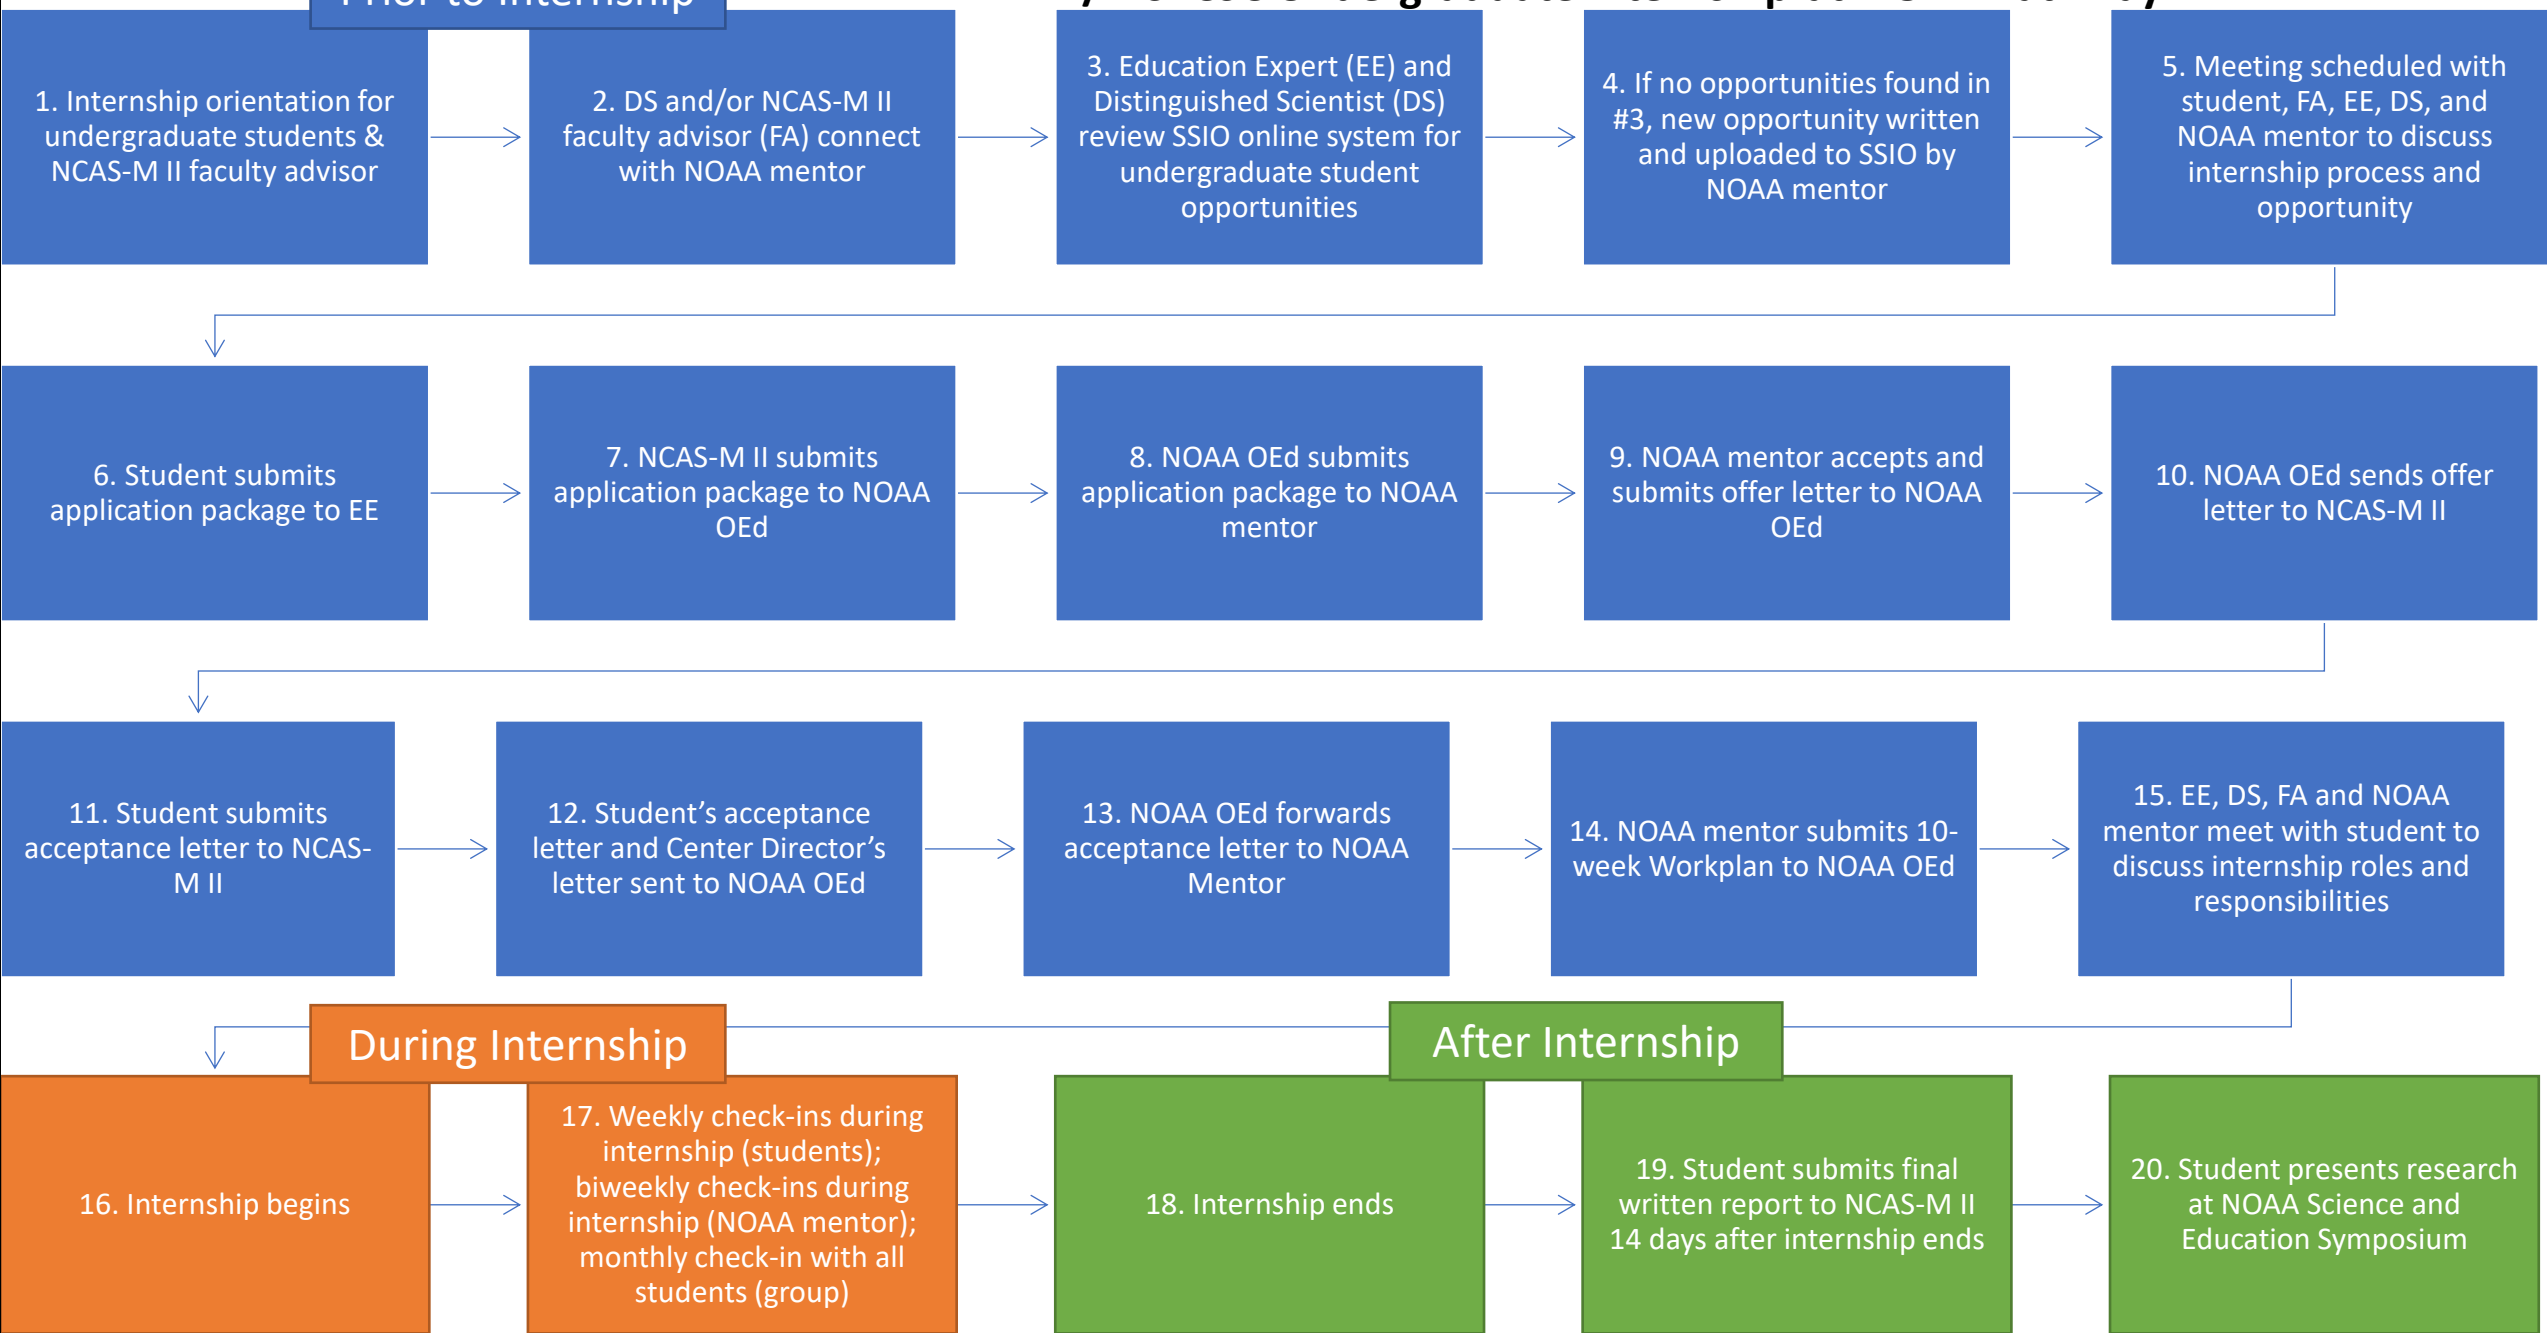 Prior to Internship
1. Internship orientation for
undergraduate students &
NCAS-M II faculty advisor
2. DS and/or NCAS-M II
faculty advisor (FA) connect
with NOAA mentor
3. Education Expert (EE) and
Distinguished Scientist (DS)
review SSIO online system for
undergraduate student
opportunities
4. If no opportunities found in
#3, new opportunity written
and uploaded to SSIO by
NOAA mentor
5. Meeting scheduled with
student, FA, EE, DS, and
NOAA mentor to discuss
internship process and
opportunity
6. Student submits
application package to EE
7. NCAS-M II submits
application package to NOAA
OEd
8. NOAA OEd submits
application package to NOAA
mentor
9. NOAA mentor accepts and
submits offer letter to NOAA
OEd
10. NOAA OEd sends offer
letter to NCAS-M II
11. Student submits
acceptance letter to NCAS-
M II
12. Student’s acceptance
letter and Center Director’s
letter sent to NOAA OEd
13. NOAA OEd forwards
acceptance letter to NOAA
Mentor
14. NOAA mentor submits 10-
week Workplan to NOAA OEd
15. EE, DS, FA and NOAA
mentor meet with student to
discuss internship roles and
responsibilities
During Internship
After Internship
16. Internship begins
17. Weekly check-ins during
internship (students);
biweekly check-ins during
internship (NOAA mentor);
monthly check-in with all
students (group)
18. Internship ends
19. Student submits final
written report to NCAS-M II
14 days after internship ends
20. Student presents research
at NOAA Science and
Education Symposium